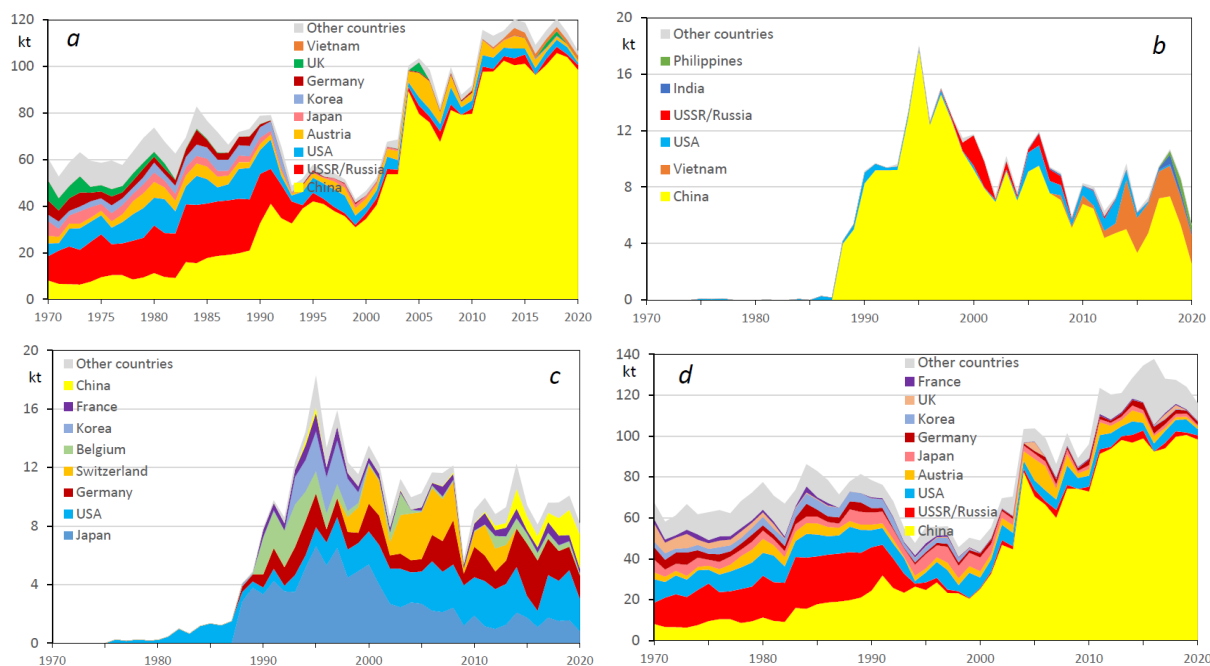 120
kt
100
80
60
40
20
0
1970
1975
1980
1985
1990
1995
2000
2005
2010
2015
2020
a
Other countries
Vietnam
UK
Germany
Korea
Japan
Austria
USA
USSR/Russia
China
20
kt
16
12
8
4
0
1970
1980
1990
2000
2010
2020
b
Other countries
Philippines
India
USSR/Russia
USA
Vietnam
China
20
kt
16
12
8
4
0
1970
1980
1990
2000
2010
2020
c
Other countries
China
France
Korea
Belgium
Switzerland
Germany
USA
Japan
140
kt
120
100
80
60
40
20
0
1970
1980
1990
2000
2010
2020
d
Other countries
France
UK
Korea
Germany
Japan
Austria
USA
USSR/Russia
China